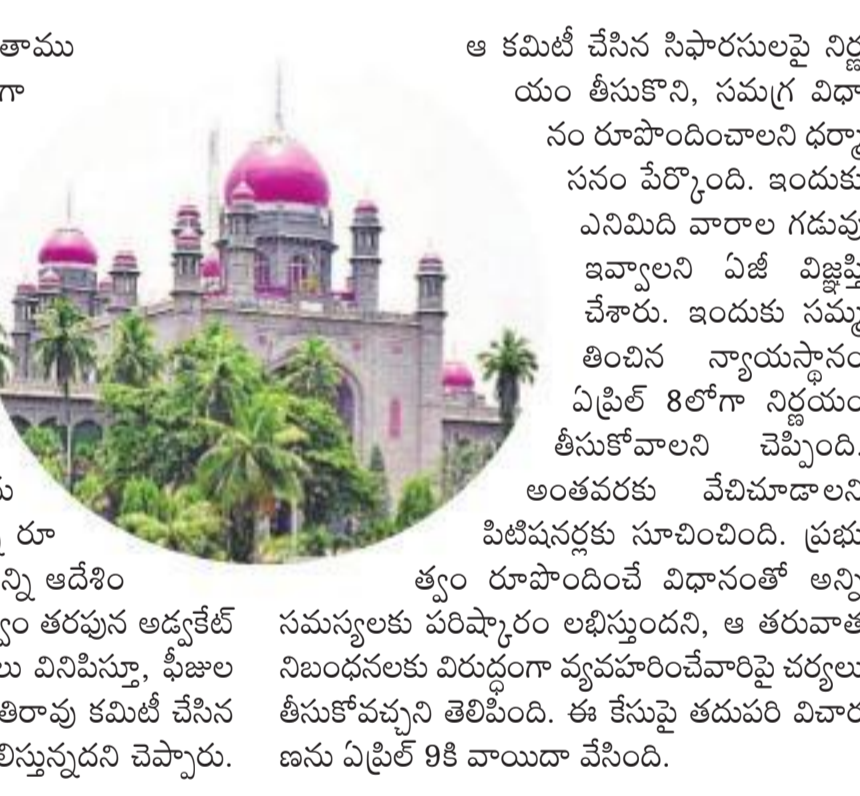 తాము
గా
రూ
న్ని ఆదేశిం
తరఫున అడ్వకేట్
లు వినిపిస్తూ, ఫీజుల
తిరావు కమిటీ చేసిన
లిస్తున్నదని చెప్పారు.
ఆ కమిటీ చేసిన సిఫారసులపై నిర్ణ
యం తీసుకొని, సమగ్ర విధా
నం రూపొందించాలని ధర్మా
సనం పేర్కొంది. ఇందుకు
ఎనిమిది వారాల గడువు
ఇవ్వాలని ఏజీ విజ్ఞప్తి
చేశారు. ఇందుకు సమ్మ
తించిన న్యాయస్థానం
ఏప్రిల్ 8లోగా నిర్ణయం
తీసుకోవాలని చెప్పింది.
అంతవరకు వేచిచూడాలని
పిటిషనర్లకు సూచించింది. ప్రభు
త్వం రూపొందించే విధానంతో అన్ని
సమస్యలకు పరిష్కారం లభిస్తుందని, ఆ తరువాత
నిబంధనలకు విరుద్ధంగా వ్యవహరించేవారిపై చర్యలు
తీసుకోవచ్చని తెలిపింది. ఈ కేసుపై తదుపరి విచార
ణను ఏప్రిల్ 9కి వాయిదా వేసింది.